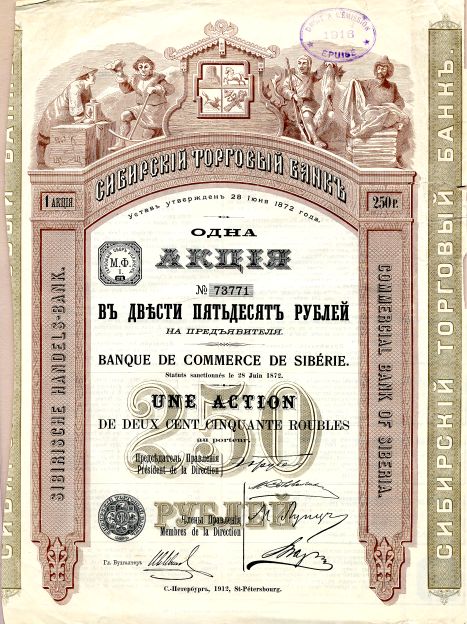 DROIT A L'EMISSION
1916
EPUISÉ
СИБИРСКІЙ ТОРГОВЫЙ БАНКЪ
1 АКЦІЯ
250 Р.
Уставъ утвержденъ 28 Іюня 1872 года.
ОДНА
АКЦІЯ
М.Ф.
I.
№ 73771
ВЪ ДВѢСТИ ПЯТЬДЕСЯТЪ РУБЛЕЙ
НА ПРЕДЪЯВИТЕЛЯ.
BANQUE DE COMMERCE DE SIBÉRIE.
Statuts sanctionnés le 28 Juin 1872.
250
UNE ACTION
DE DEUX CENT CINQUANTE ROUBLES
au porteur.
Предсѣдатель Правленія
Président de la Direction
РУБЛЕЙ
Члены Правленія
Membres de la Direction
Гл. Бухгалтеръ
С.-Петербургъ, 1912, St-Pétersbourg.
SIBIRISCHE HANDELS-BANK.
COMMERCIAL BANK OF SIBERIA.
СИБИРСКІЙ ТОРГОВЫЙ БАНКЪ.